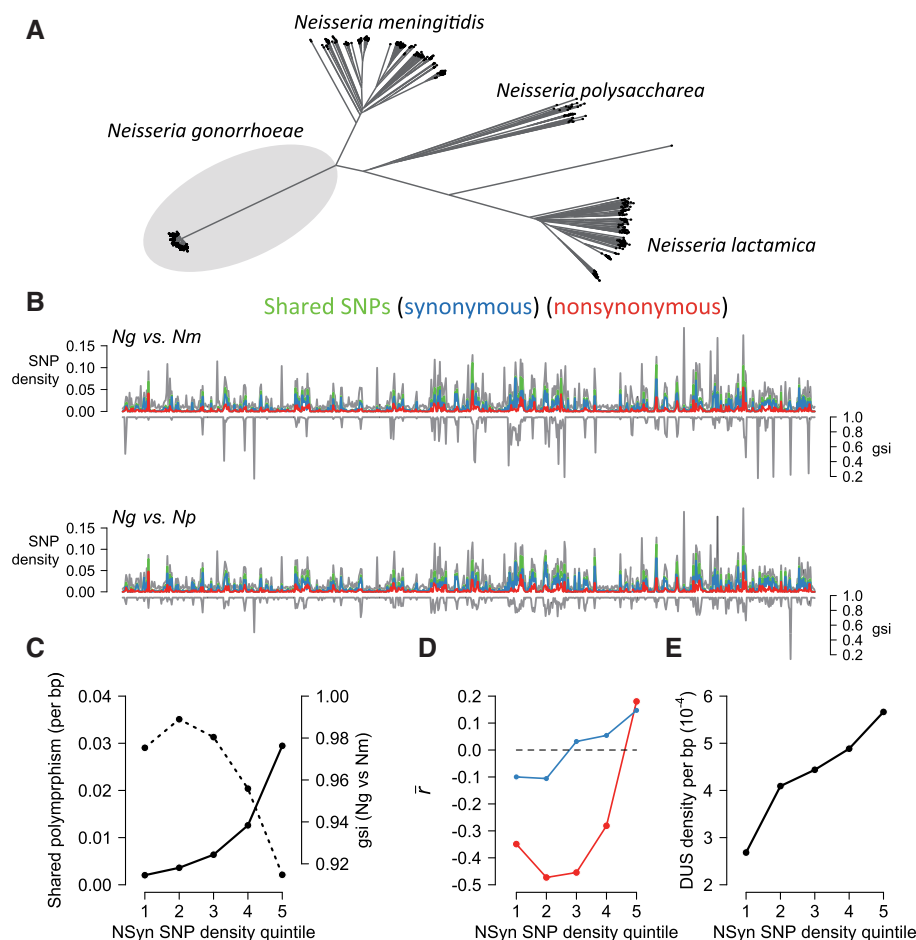 A
Neisseria meningitidis
Neisseria polysaccharea
Neisseria gonorrhoeae
Neisseria lactamica
B
Shared SNPs (synonymous) (nonsynonymous)
Ng vs. Nm
SNP
density
0.15
0.10
0.05
0.00
1.0
0.8
0.6
0.4
0.2
gsi
Ng vs. Np
SNP
density
0.15
0.10
0.05
0.00
1.0
0.8
0.6
0.4
0.2
gsi
C
Shared polymprphism (per bp)
0.04
0.03
0.02
0.01
0.00
1.00
0.98
0.96
0.94
0.92
gsi (Ng vs Nm)
1 2 3 4 5
NSyn SNP density quintile
D
r̅
0.2
0.1
0.0
-0.1
-0.2
-0.3
-0.4
-0.5
1 2 3 4 5
NSyn SNP density quintile
E
DUS density per bp (10⁻⁴)
6
5
4
3
2
1 2 3 4 5
NSyn SNP density quintile